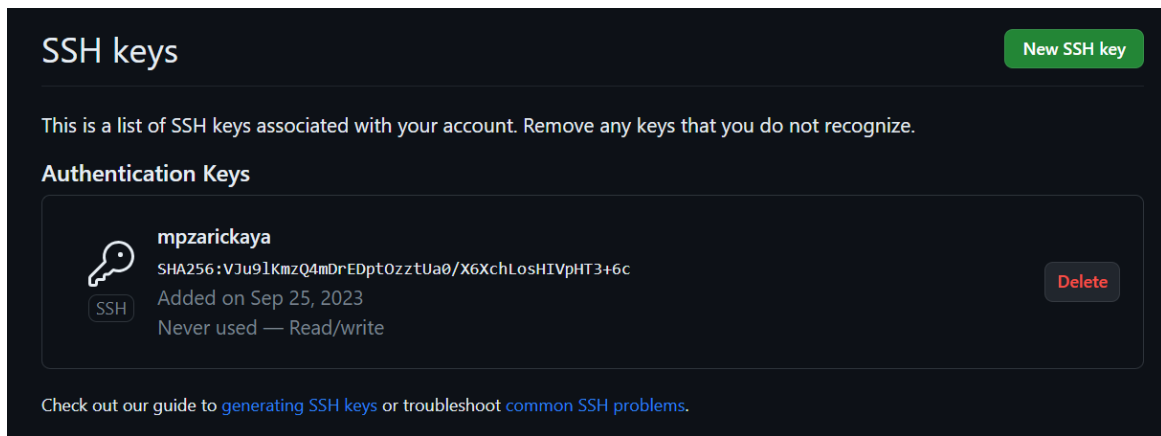 SSH keys
New SSH key
This is a list of SSH keys associated with your account. Remove any keys that you do not recognize.
Authentication Keys
mpzarickaya
SHA256:VJu9lKmzQ4mDrEDptOzztUa0/X6XchLosHIVpHT3+6c
SSH
Added on Sep 25, 2023
Never used — Read/write
Delete
Check out our guide to generating SSH keys or troubleshoot common SSH problems.